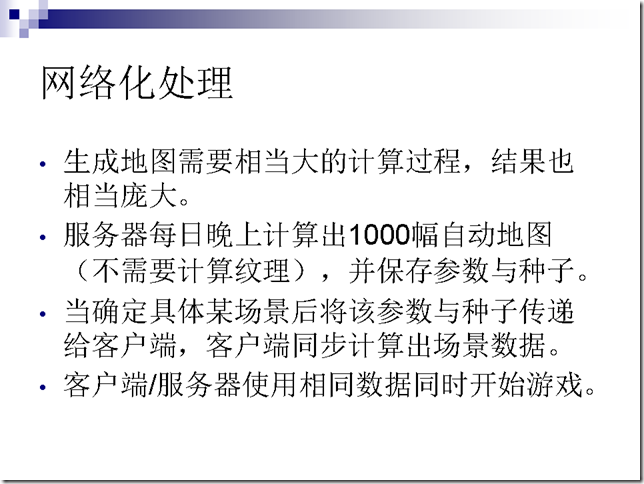 网络化处理
• 生成地图需要相当大的计算过程，结果也
相当庞大。
• 服务器每日晚上计算出1000幅自动地图
（不需要计算纹理），并保存参数与种子。
• 当确定具体某场景后将该参数与种子传递
给客户端，客户端同步计算出场景数据。
• 客户端/服务器使用相同数据同时开始游戏。